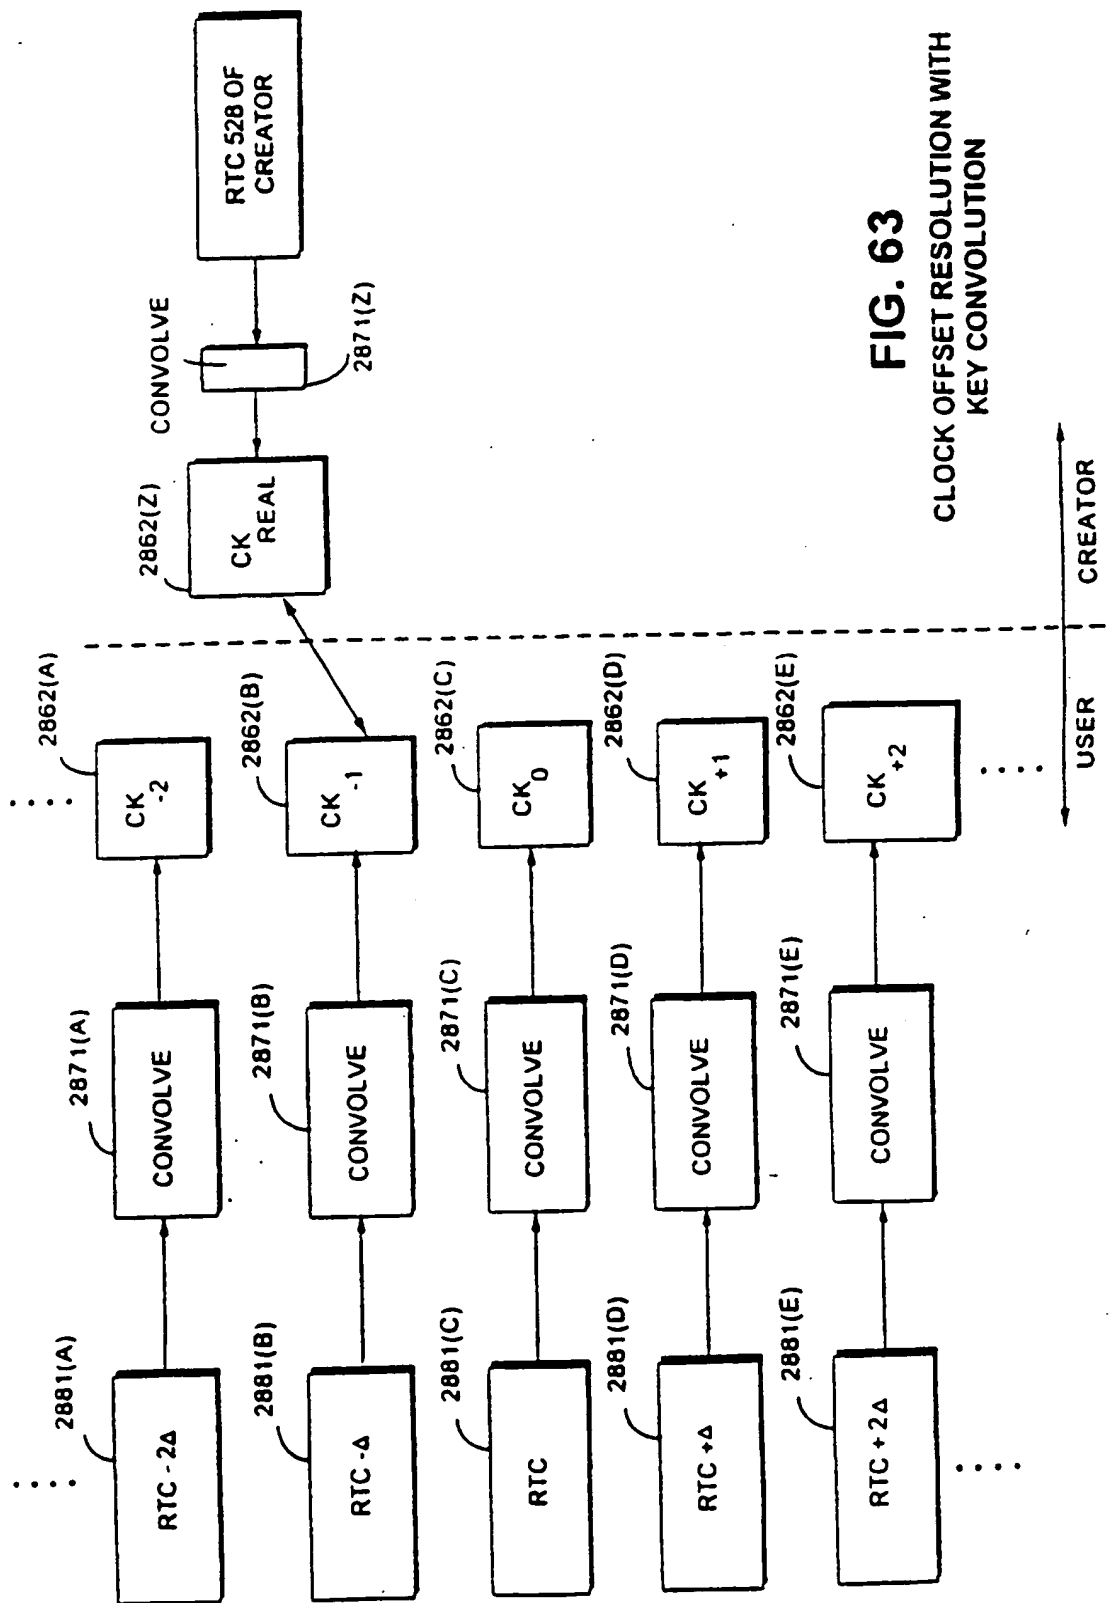 2881(A)
RTC - 2Δ
2871(A)
CONVOLVE
2862(A)
CK -2
2881(B)
RTC -Δ
2871(B)
CONVOLVE
2862(B)
CK -1
2881(C)
RTC
2871(C)
CONVOLVE
2862(C)
CK 0
2881(D)
RTC +Δ
2871(D)
CONVOLVE
2862(D)
CK +1
2881(E)
RTC + 2Δ
2871(E)
CONVOLVE
2862(E)
CK +2
2862(Z)
CK REAL
CONVOLVE
2871(Z)
RTC 528 OF
CREATOR
USER
CREATOR
FIG. 63
CLOCK OFFSET RESOLUTION WITH
KEY CONVOLUTION